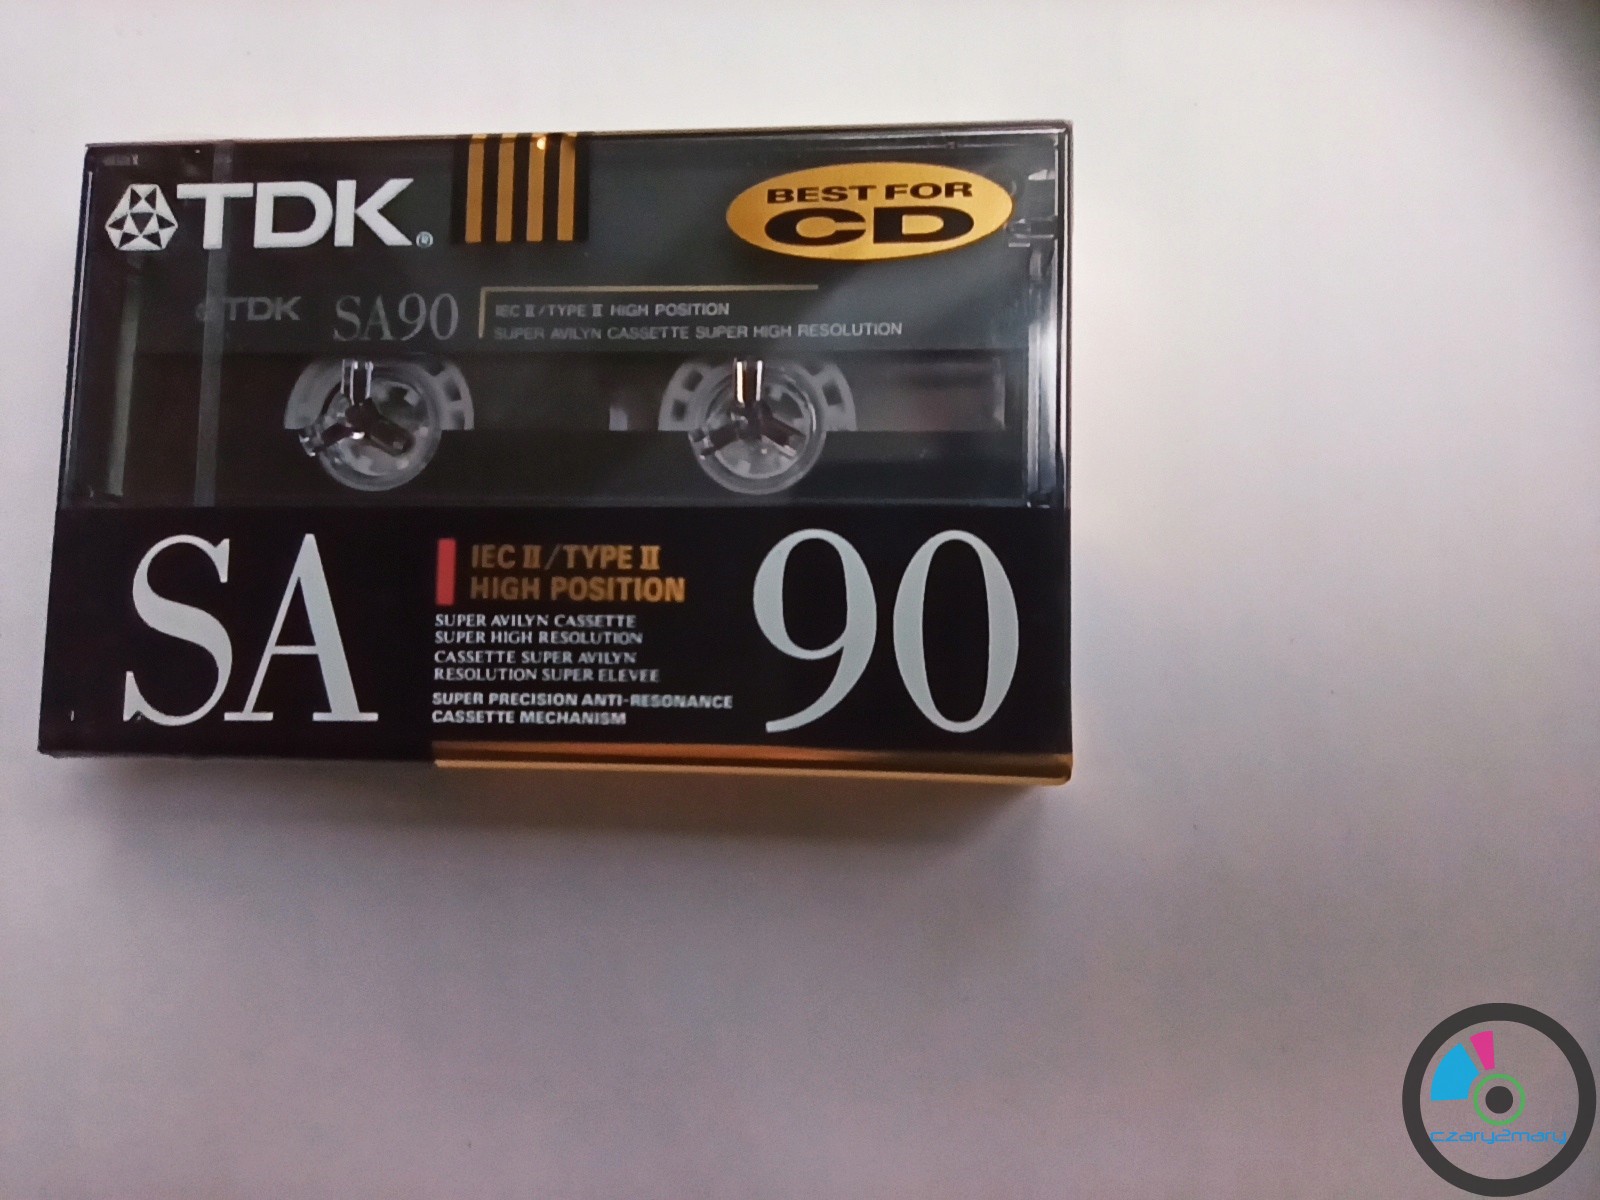 TDK®
BEST FOR
CD
TDK SA90
IEC II/TYPE II HIGH POSITION
SUPER AVILYN CASSETTE SUPER HIGH RESOLUTION
SA
IEC II/TYPE II
HIGH POSITION
SUPER AVILYN CASSETTE
SUPER HIGH RESOLUTION
CASSETTE SUPER AVILYN
RESOLUTION SUPER ELEVEE
SUPER PRECISION ANTI-RESONANCE
CASSETTE MECHANISM
90
czary2mary